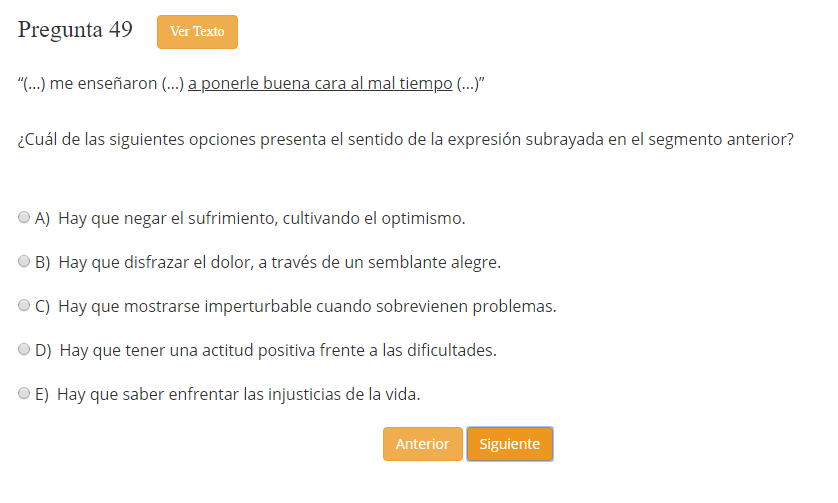 Pregunta 49
Ver Texto
“(...) me enseñaron (...) a ponerle buena cara al mal tiempo (...)”
¿Cuál de las siguientes opciones presenta el sentido de la expresión subrayada en el segmento anterior?
A) Hay que negar el sufrimiento, cultivando el optimismo.
B) Hay que disfrazar el dolor, a través de un semblante alegre.
C) Hay que mostrarse imperturbable cuando sobrevienen problemas.
D) Hay que tener una actitud positiva frente a las dificultades.
E) Hay que saber enfrentar las injusticias de la vida.
Anterior Siguiente